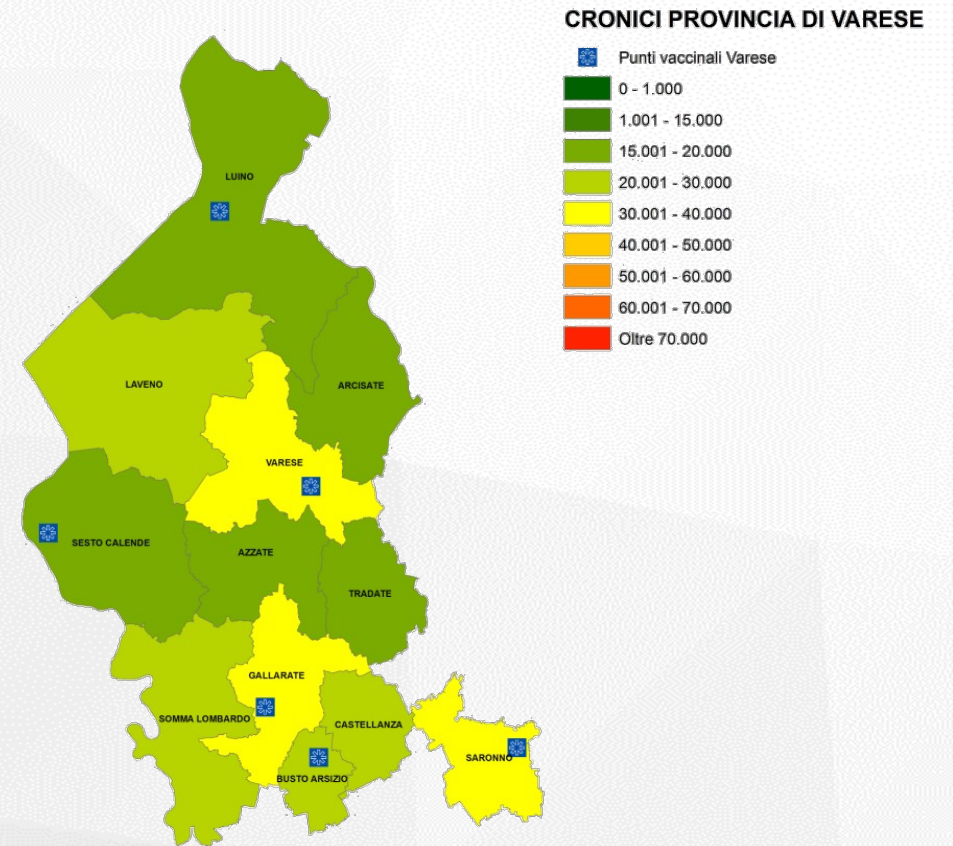 CRONICI PROVINCIA DI VARESE
Punti vaccinali Varese
0 - 1.000
1.001 - 15.000
15.001 - 20.000
20.001 - 30.000
30.001 - 40.000
40.001 - 50.000
50.001 - 60.000
60.001 - 70.000
Oltre 70.000
LUINO
LAVENO
ARCISATE
VARESE
SESTO CALENDE
AZZATE
TRADATE
GALLARATE
SOMMA LOMBARDO
CASTELLANZA
SARONNO
BUSTO ARSIZIO